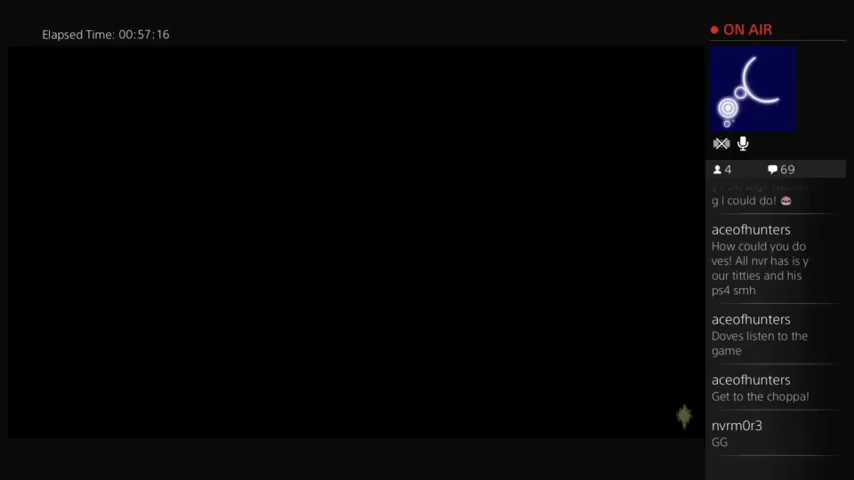 Elapsed Time: 00:57:16
ON AIR
4
69
g I could do!
aceofhunters
How could you do
ves! All nvr has is y
our titties and his
ps4 smh
aceofhunters
Doves listen to the
game
aceofhunters
Get to the choppa!
nvrm0r3
GG